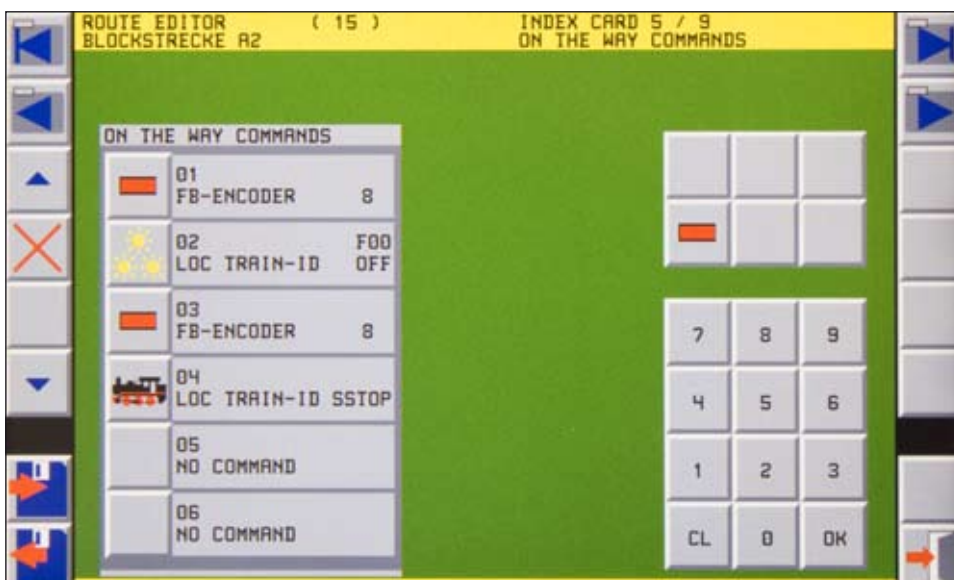 ROUTE EDITOR ( 15 ) INDEX CARD 5 / 9
BLOCKSTRECKE A2 ON THE WAY COMMANDS
ON THE WAY COMMANDS
01
FB-ENCODER 8
02 F00
LOC TRAIN-ID OFF
03
FB-ENCODER 8
04
LOC TRAIN-ID SSTOP
05
NO COMMAND
06
NO COMMAND
7 8 9
4 5 6
1 2 3
CL 0 OK